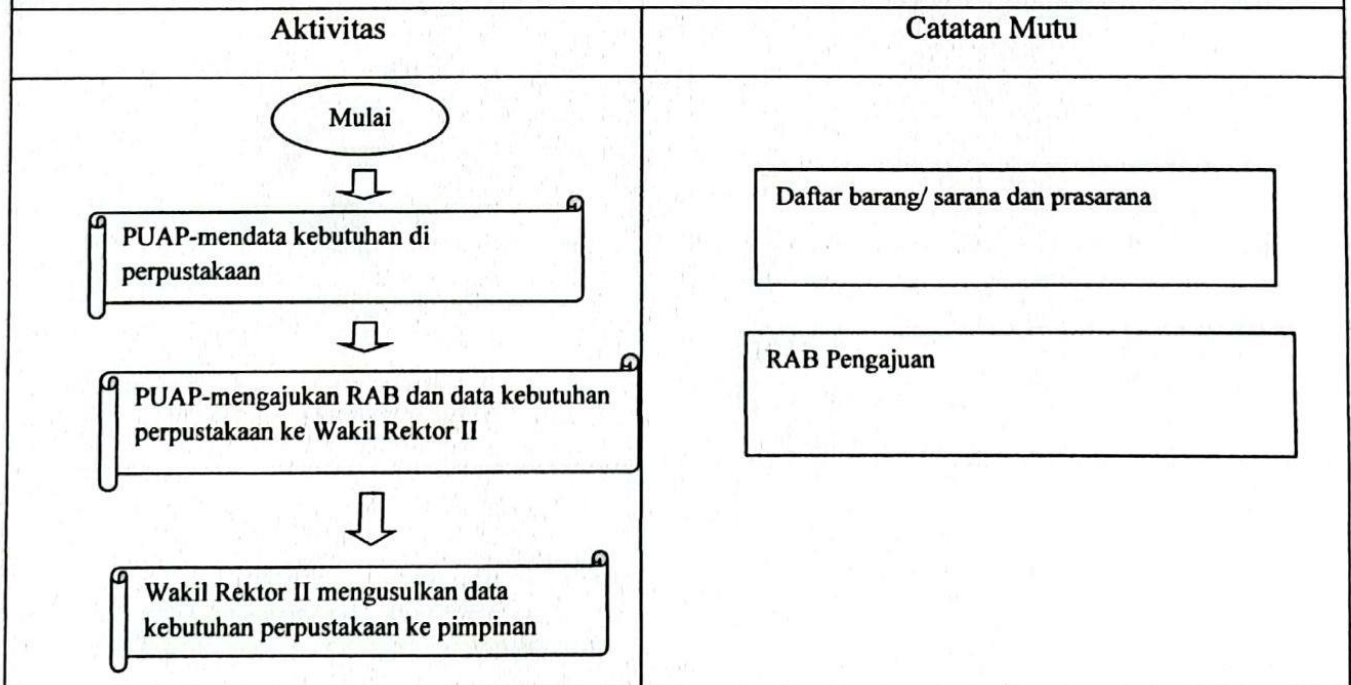 Aktivitas
Catatan Mutu
Mulai
PUAP-mendata kebutuhan di
perpustakaan
Daftar barang/ sarana dan prasarana
PUAP-mengajukan RAB dan data kebutuhan
perpustakaan ke Wakil Rektor II
RAB Pengajuan
Wakil Rektor II mengusulkan data
kebutuhan perpustakaan ke pimpinan